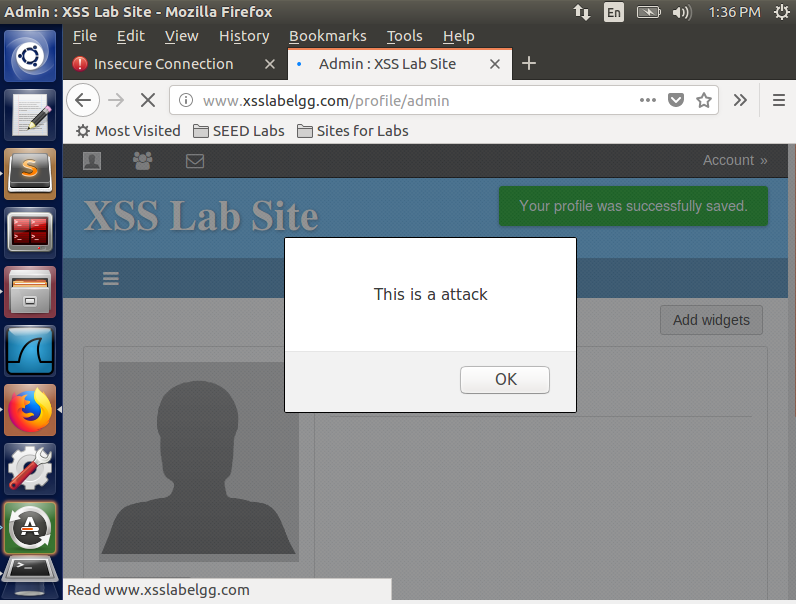 Admin : XSS Lab Site - Mozilla Firefox
En
1:36 PM
File Edit View History Bookmarks Tools Help
Insecure Connection
Admin : XSS Lab Site
www.xsslabelgg.com/profile/admin
Most Visited SEED Labs Sites for Labs
Account »
XSS Lab Site
Your profile was successfully saved.
This is a attack
OK
Add widgets
Read www.xsslabelgg.com